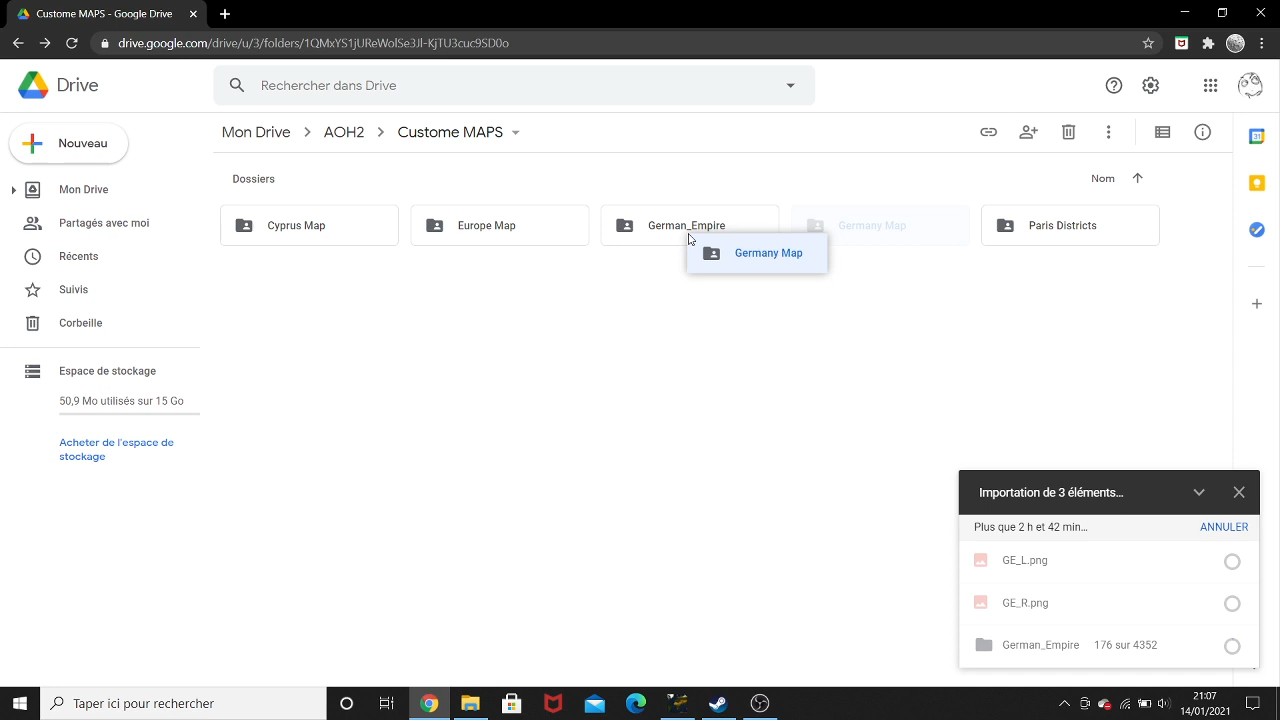 Custome MAPS - Google Drive
drive.google.com/drive/u/3/folders/1QMxYS1jUReWolSe3Jl-KjTU3cuc9SD0o
Drive
Rechercher dans Drive
Nouveau
Mon Drive > AOH2 > Custome MAPS
Mon Drive
Partagés avec moi
Récents
Suivis
Corbeille
Espace de stockage
50,9 Mo utilisés sur 15 Go
Acheter de l'espace de
stockage
Dossiers
Nom
Cyprus Map
Europe Map
German_Empire
Germany Map
Paris Districts
Germany Map
31
Importation de 3 éléments...
Plus que 2 h et 42 min...
ANNULER
GE_L.png
GE_R.png
German_Empire 176 sur 4352
Taper ici pour rechercher
21:07
14/01/2021